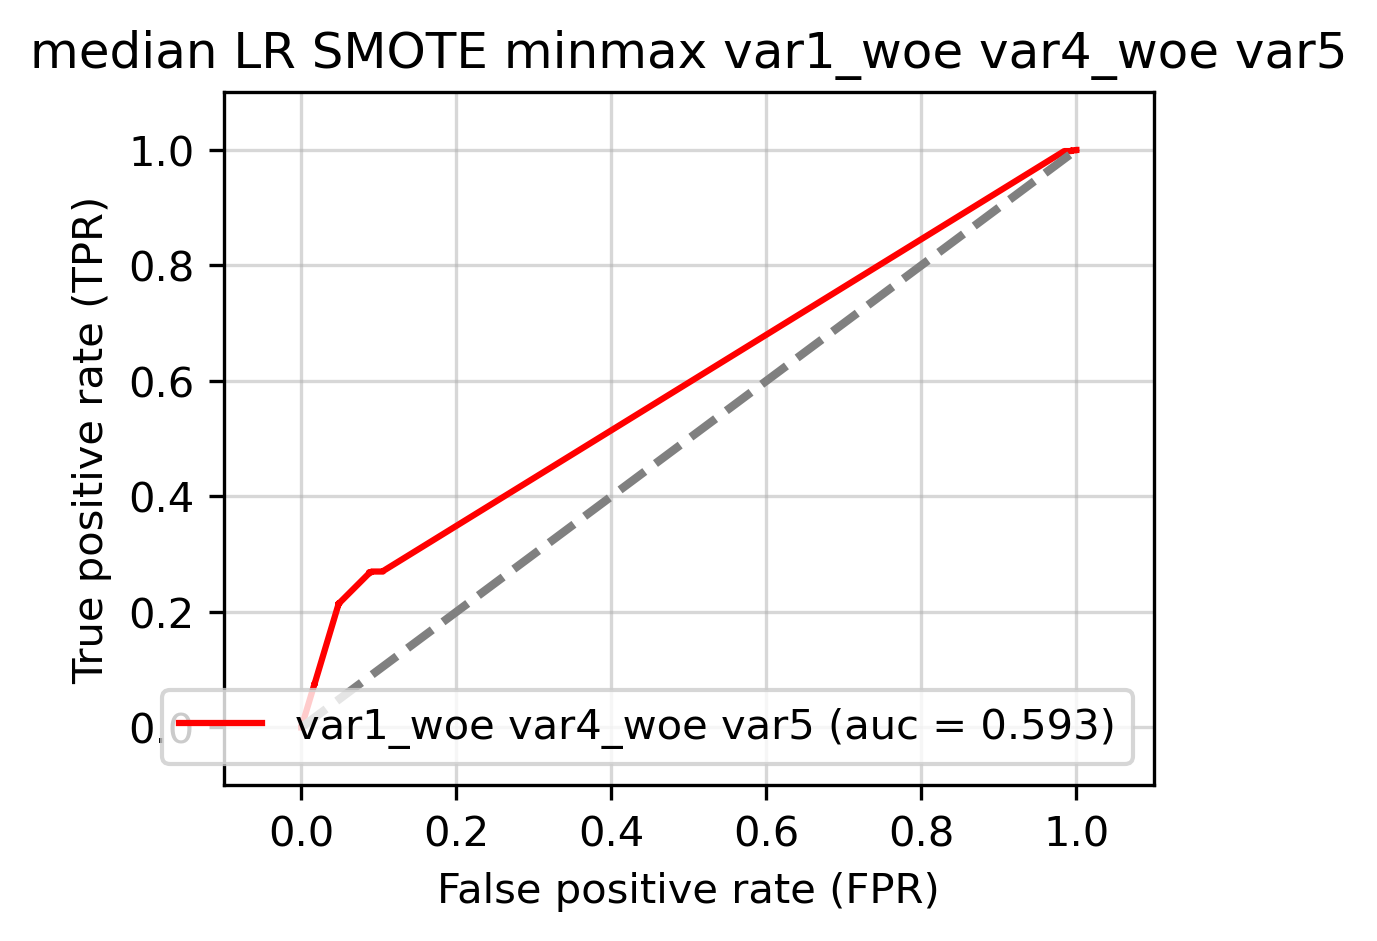 median LR SMOTE minmax var1_woe var4_woe var5
True positive rate (TPR)
1.0
0.8
0.6
0.4
0.2
0.0
var1_woe var4_woe var5 (auc = 0.593)
0.0 0.2 0.4 0.6 0.8 1.0
False positive rate (FPR)